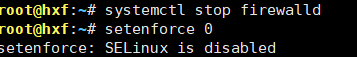 root@hxf:~# systemctl stop firewalld
root@hxf:~# setenforce 0
setenforce: SELinux is disabled